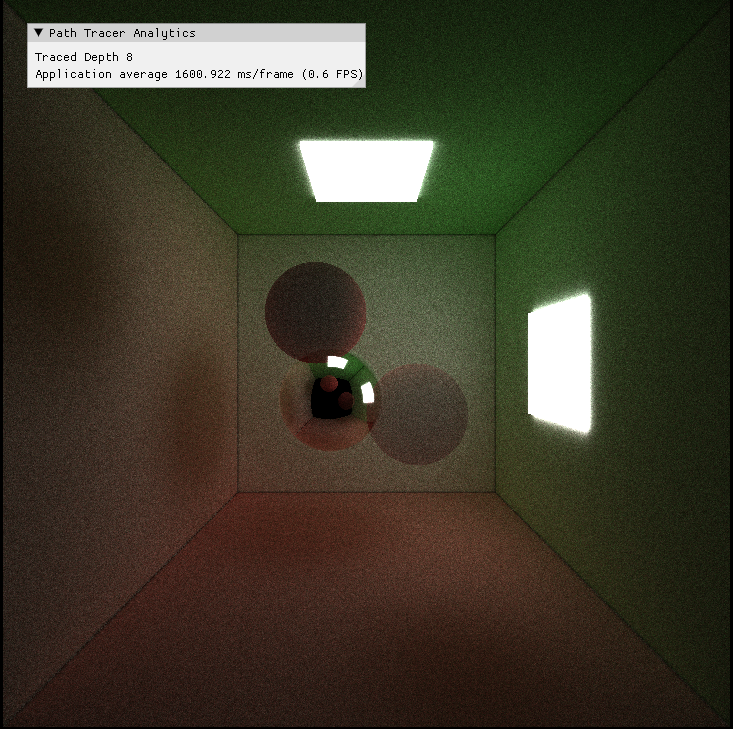 Path Tracer Analytics
Traced Depth 8
Application average 1600.922 ms/frame (0.6 FPS)